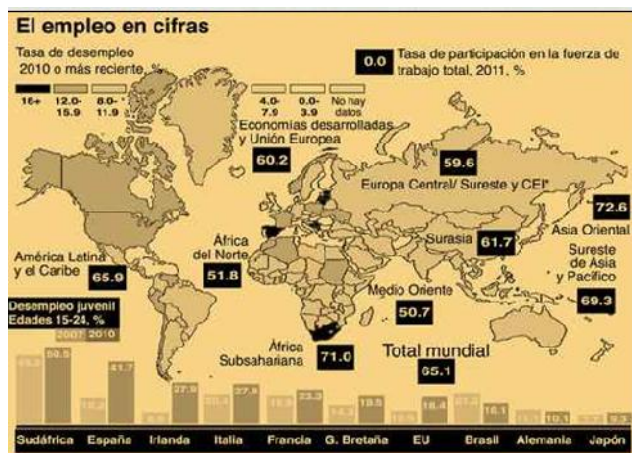 El empleo en cifras
Tasa de desempleo
2010 o más reciente
16+
12.0-
15.9
8.0-
11.9
4.0-
7.9
0.0-
3.9
No hay
datos
0.0
Tasa de participación en la fuerza de
trabajo total, 2011, %
Economías desarrolladas
y Unión Europea
60.2
59.6
Europa Central/ Sureste y CEI*
72.6
Asia Oriental
África
del Norte
51.8
Surasia
61.7
América Latina
y el Caribe
65.9
Sureste
de Asia
y Pacífico
69.3
Medio Oriente
50.7
África
Subsahariana
71.0
Total mundial
65.1
Desempleo juvenil
Edades 15-24, %
2007 2010
41.7
27.9
27.9
23.3
19.5
18.4
18.1
10.1
9.3
Sudáfrica España Irlanda Italia Francia G. Bretaña EU Brasil Alemania Japón